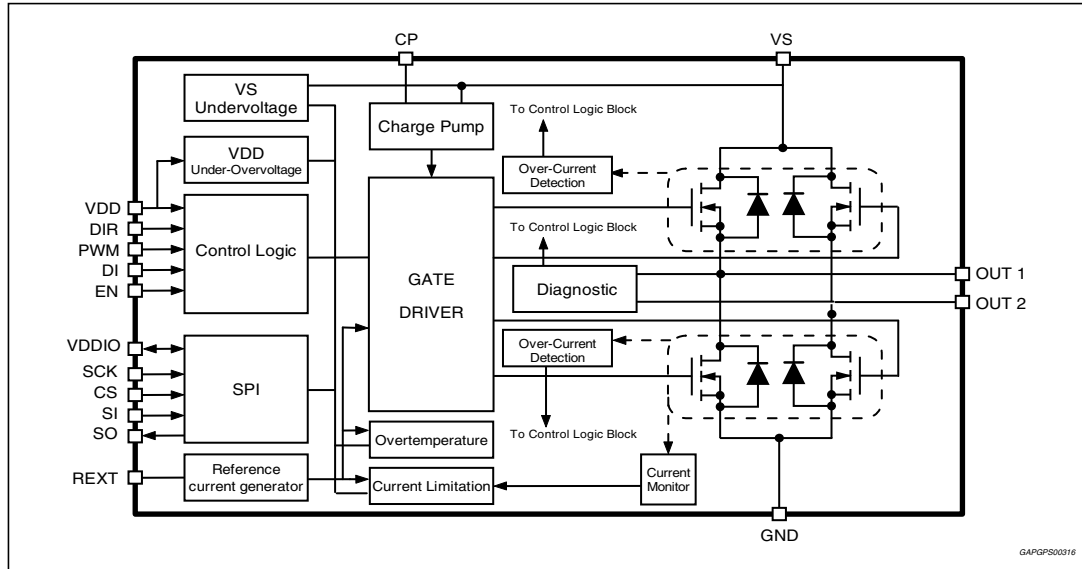 CP
VS
VS
Undervoltage
To Control Logic Block
Charge Pump
VDD
Under-Overvoltage
Over-Current
Detection
VDD
DIR
PWM
DI
EN
Control Logic
To Control Logic Block
GATE
DRIVER
Diagnostic
OUT 1
OUT 2
VDDIO
SCK
CS
SI
SO
SPI
Over-Current
Detection
To Control Logic Block
Overtemperature
REXT
Reference
current generator
Current Limitation
Current
Monitor
GND
GAPGPS00316